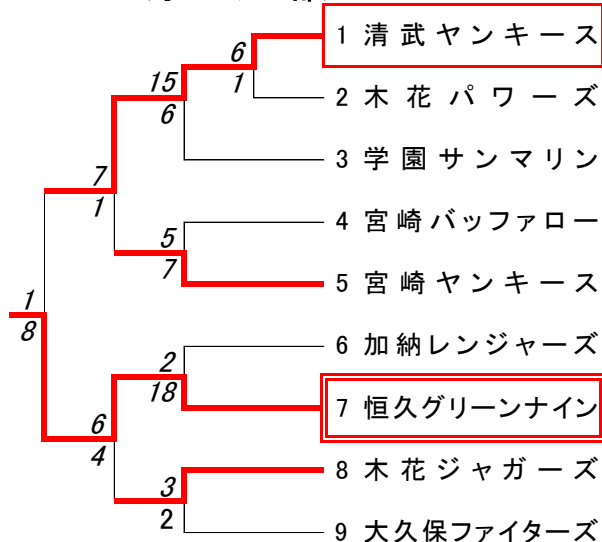 6
1 清武ヤンキース
15
1
2 木花パワーズ
6
3 学園サンマリン
7
1
4 宮崎バッファロー
5
7
5 宮崎ヤンキース
1
8
6 加納レンジャーズ
2
18
7 恒久グリーンナイン
6
4
8 木花ジャガーズ
3
2
9 大久保ファイターズ